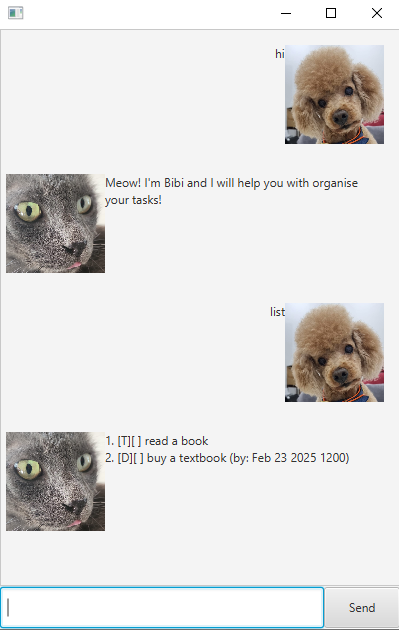 hi
Meow! I'm Bibi and I will help you with organise
your tasks!
list
1. [T][ ] read a book
2. [D][ ] buy a textbook (by: Feb 23 2025 1200)
Send